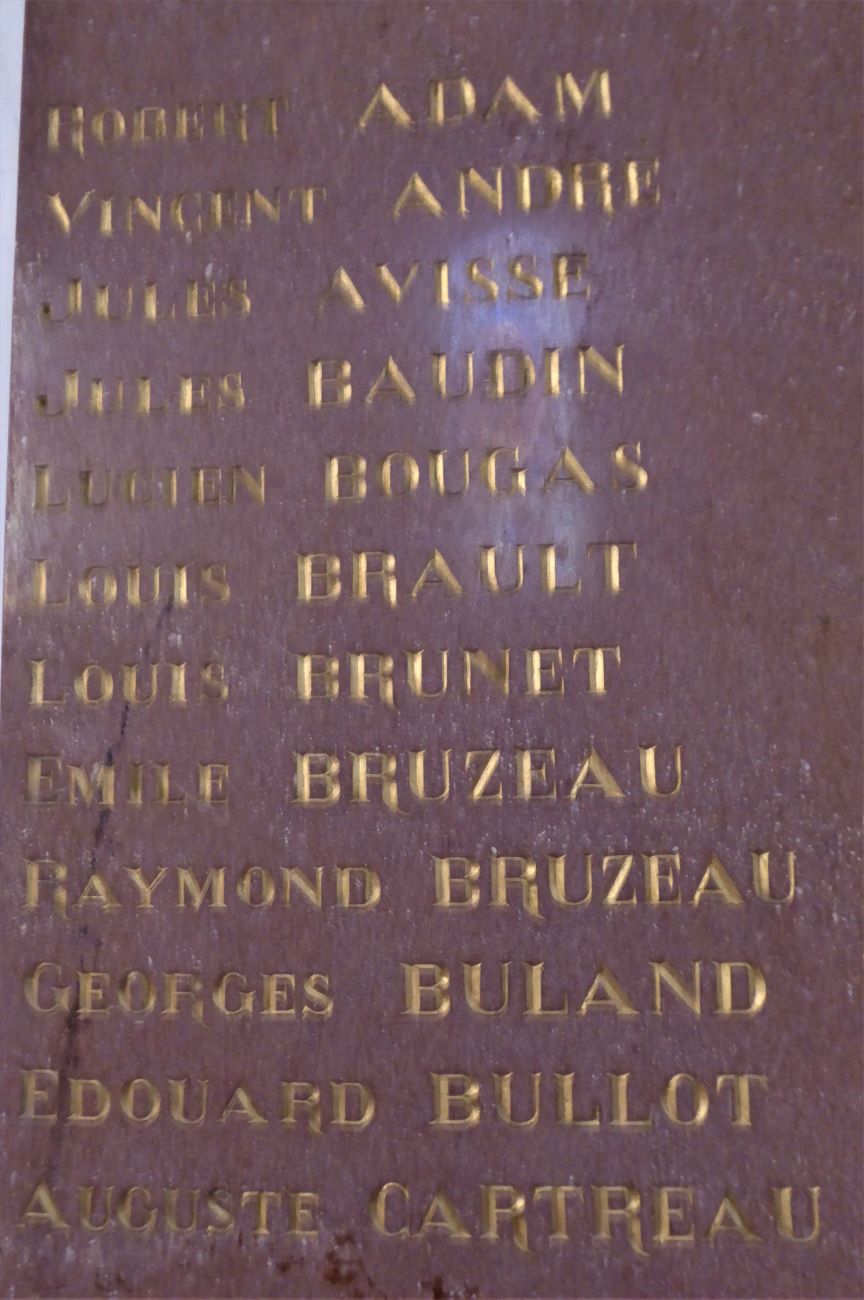 ROBERT ADAM
VINCENT ANDRÉ
JULES AVISSE
JULES BAUDIN
LUCIEN BOUGAS
LOUIS BRAULT
LOUIS BRUNET
EMILE BRUZEAU
RAYMOND BRUZEAU
GEORGES BULAND
EDOUARD BULLOT
AUGUSTE CARTREAU